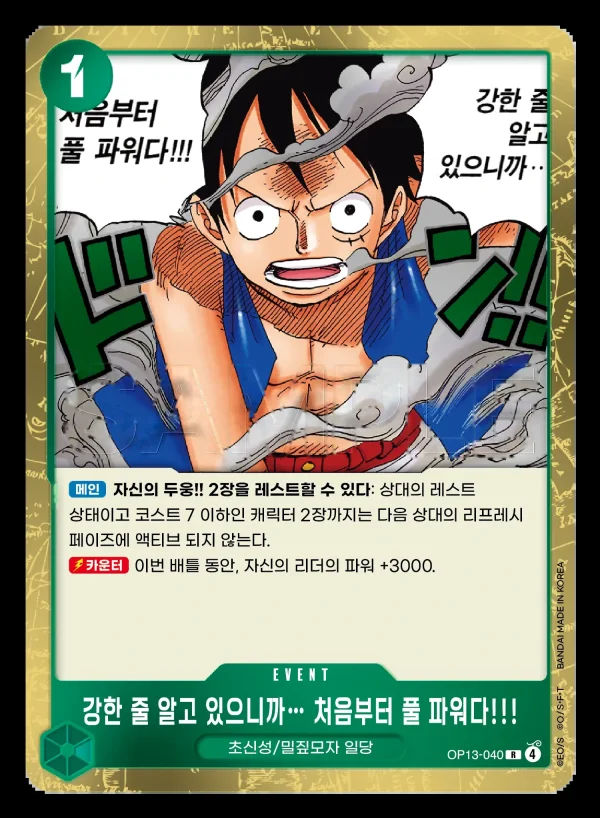 1
처음부터
풀 파워다!!!
강한 줄
알고
있으니까…
ドン!!
SAMPLE
메인 자신의 두웅!! 2장을 레스트할 수 있다: 상대의 레스트
상태이고 코스트 7 이하인 캐릭터 2장까지는 다음 상대의 리프레시
페이즈에 액티브 되지 않는다.
카운터 이번 배틀 동안, 자신의 리더의 파워 +3000.
EVENT
강한 줄 알고 있으니까… 처음부터 풀 파워다!!!
초신성/밀짚모자 일당
OP13-040 R 4
©EO/S ©O/S·F·T BANDAI MADE IN KOREA